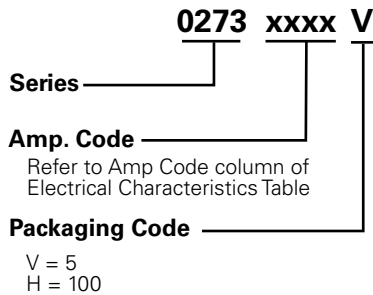 0273 xxxx V
Series
Amp. Code
Refer to Amp Code column of
Electrical Characteristics Table
Packaging Code
V = 5
H = 100